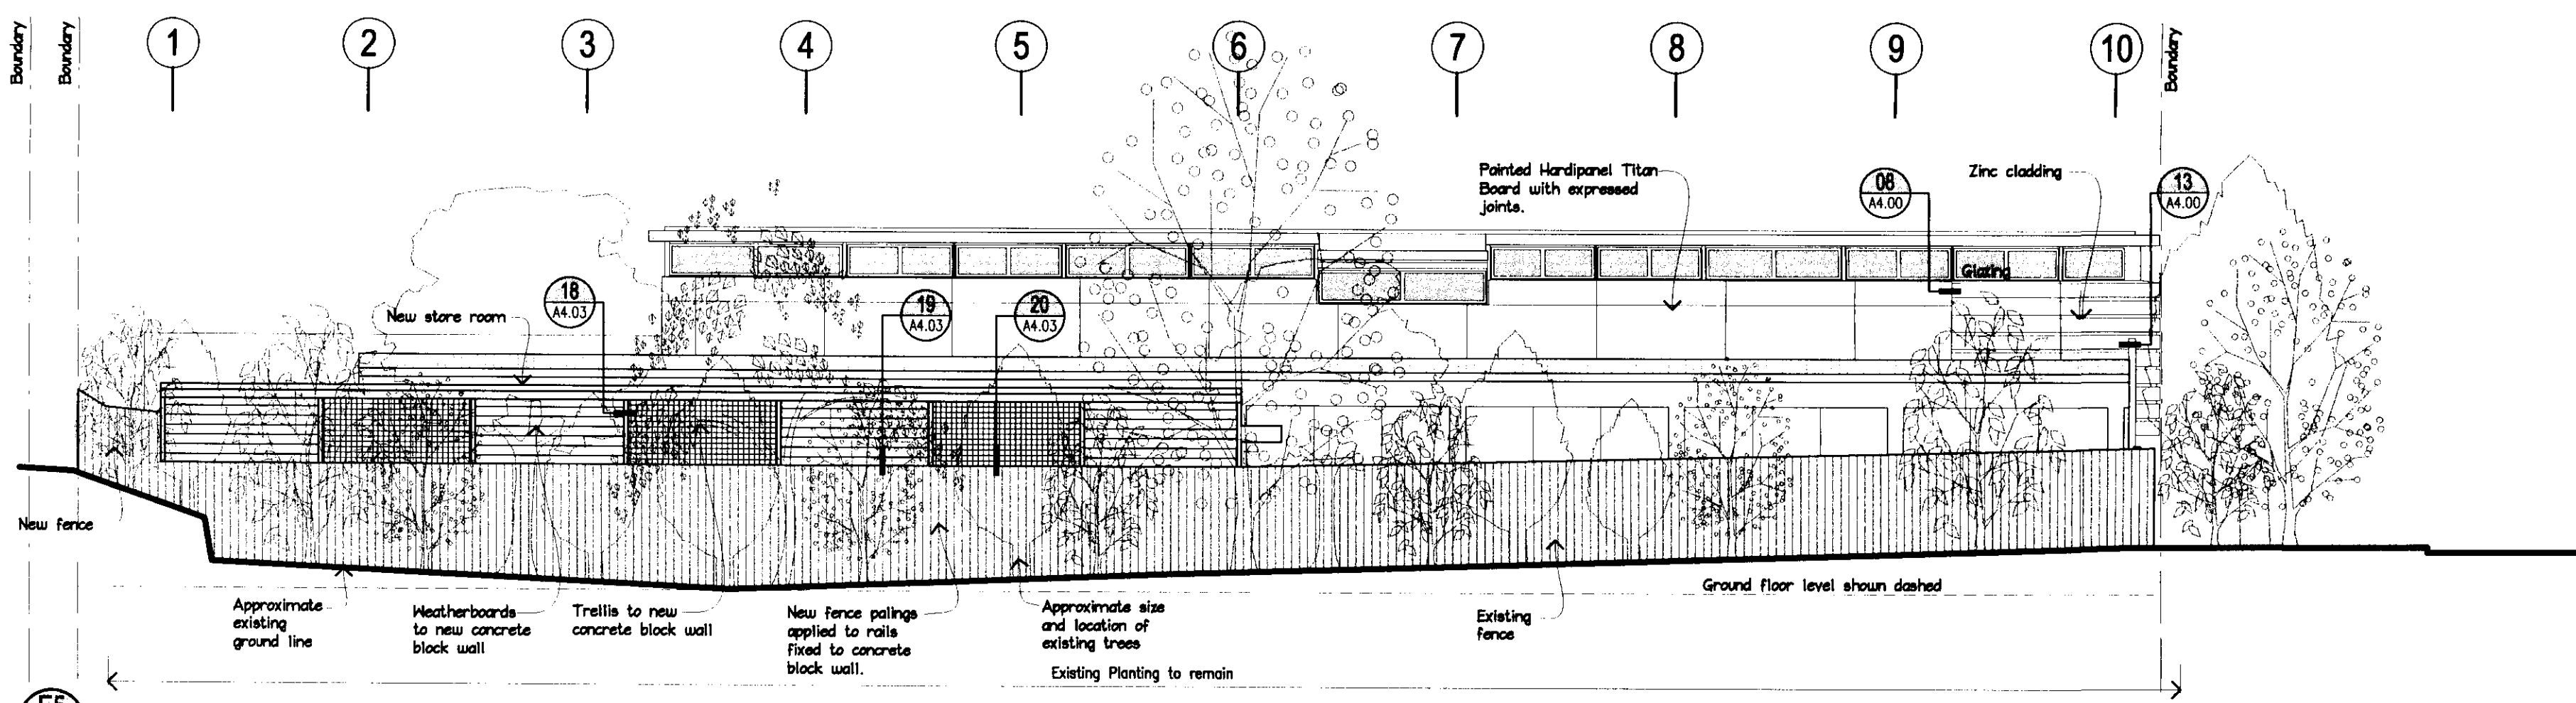 Boundary
Boundary
1
2
3
4
5
6
7
8
9
10
Boundary
Painted Hardipanel Titan
Board with expressed
joints.
08
A4.00
Zinc cladding
13
A4.00
Glazing
18
A4.03
New store room
19
A4.03
20
A4.03
New fence
Approximate
existing
ground line
Weatherboards
to new concrete
block wall
Trellis to new
concrete block wall
New fence palings
applied to rails
fixed to concrete
block wall.
Approximate size
and location of
existing trees
Existing
fence
Ground floor level shown dashed
Existing Planting to remain